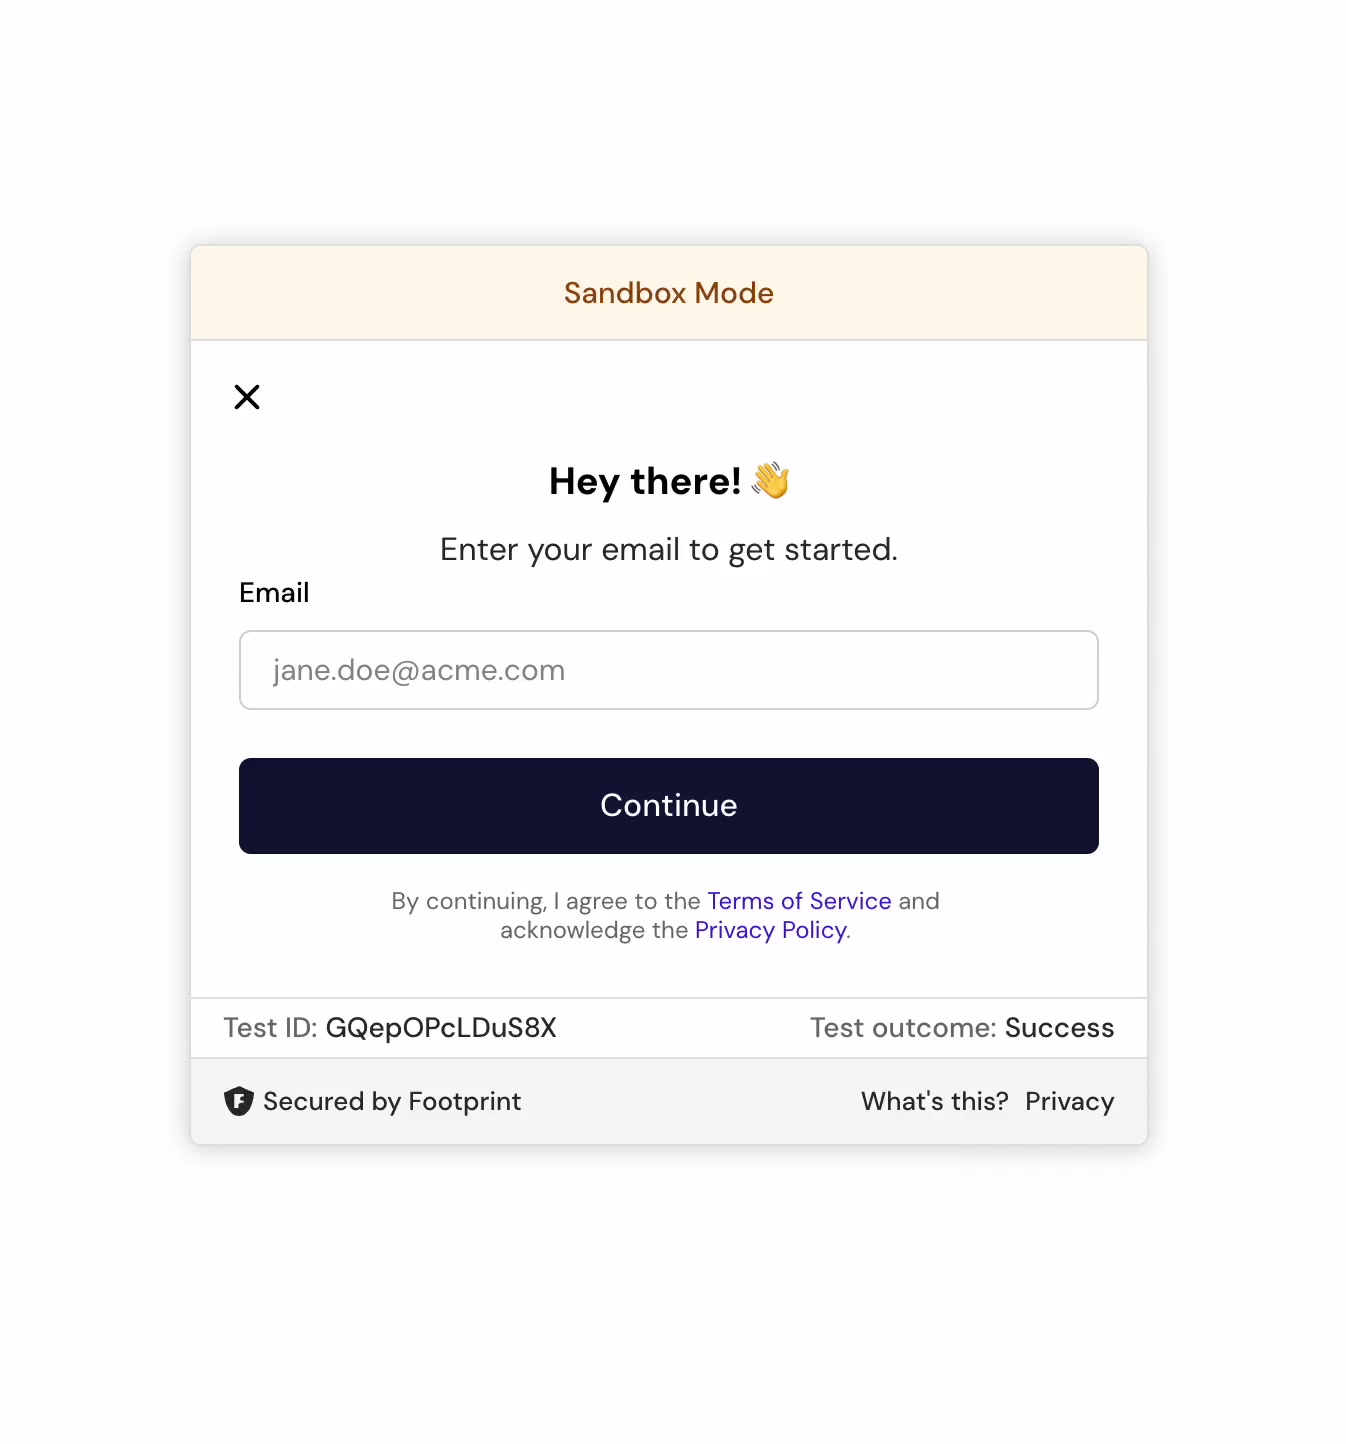 Sandbox Mode
Hey there! 👋
Enter your email to get started.
Email
jane.doe@acme.com
Continue
By continuing, I agree to the Terms of Service and
acknowledge the Privacy Policy.
Test ID: GQepOPcLDuS8X Test outcome: Success
Secured by Footprint What's this? Privacy